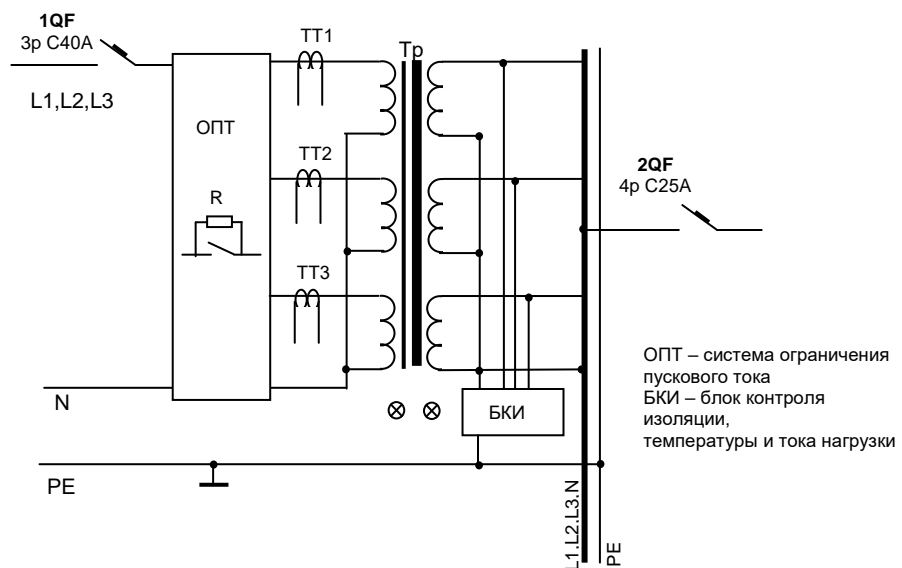 1QF
3р С40А
L1,L2,L3
ОПТ
R
ТТ1
ТТ2
ТТ3
Тр
2QF
4р С25А
ОПТ – система ограничения
пускового тока
БКИ – блок контроля
изоляции,
температуры и тока нагрузки
БКИ
N
PE
L1.L2.L3.N
PE